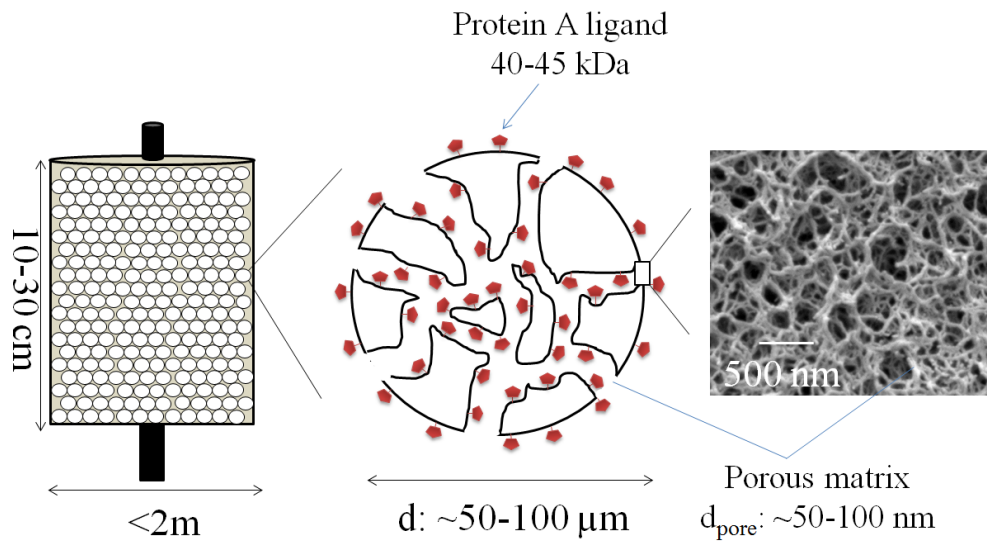 Protein A ligand
40-45 kDa
10-30 cm
500 nm
<2m
d: ~50-100 µm
Porous matrix
dpore: ~50-100 nm